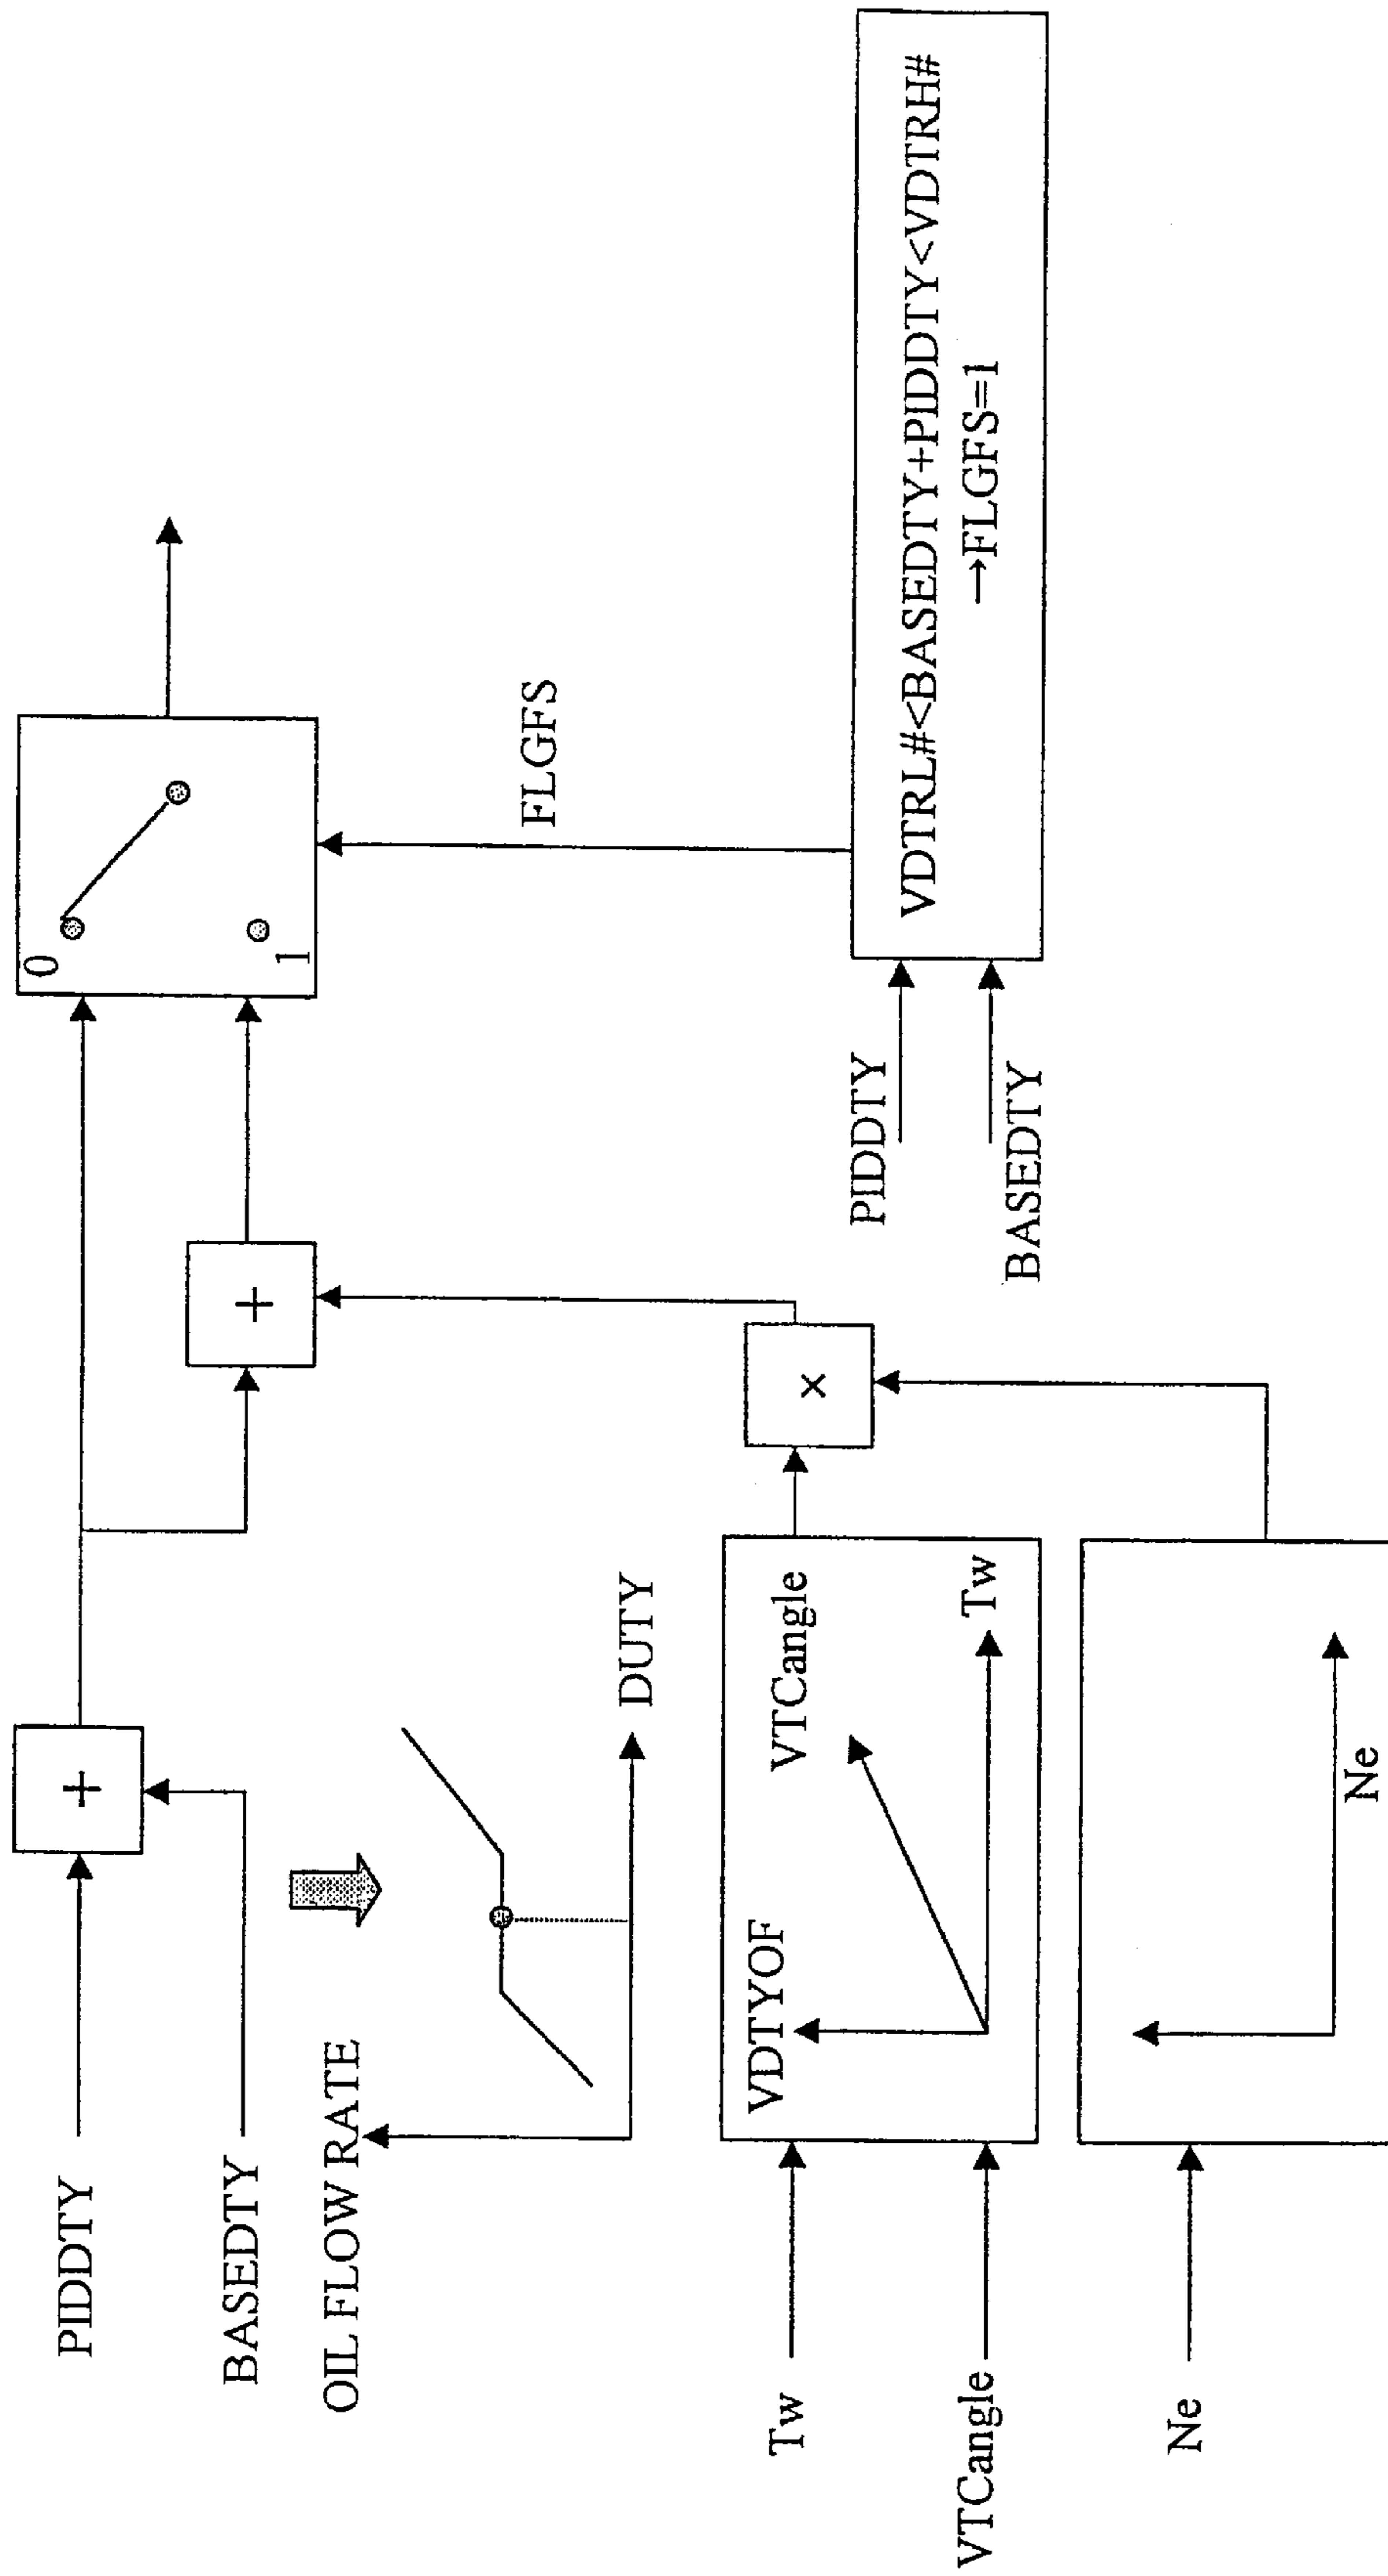 PIDDTY
+
BASEDTY
0
1
+
OIL FLOW RATE
DUTY
FLGFS
Tw
VTCangle
VDTYOF
VTCangle
Tw
×
PIDDTY
BASEDTY
VDTRL#<BASEDTY+PIDDTY<VDTRH#
→FLGFS=1
Ne
Ne